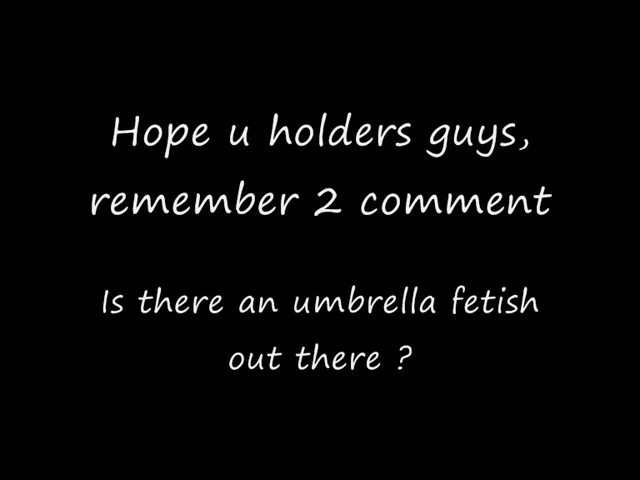 Hope u holders guys,
remember 2 comment
Is there an umbrella fetish
out there ?